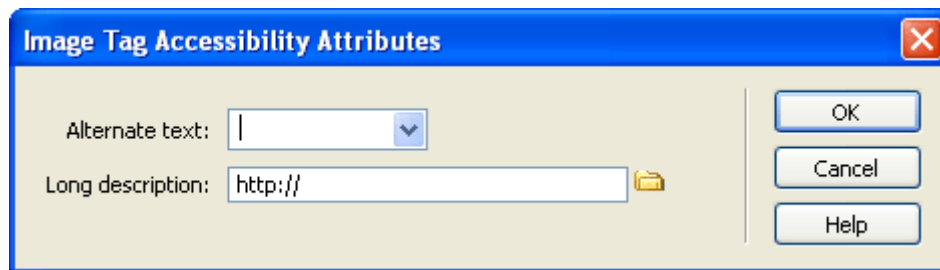 Image Tag Accessibility Attributes
Alternate text:
Long description: http://
OK
Cancel
Help